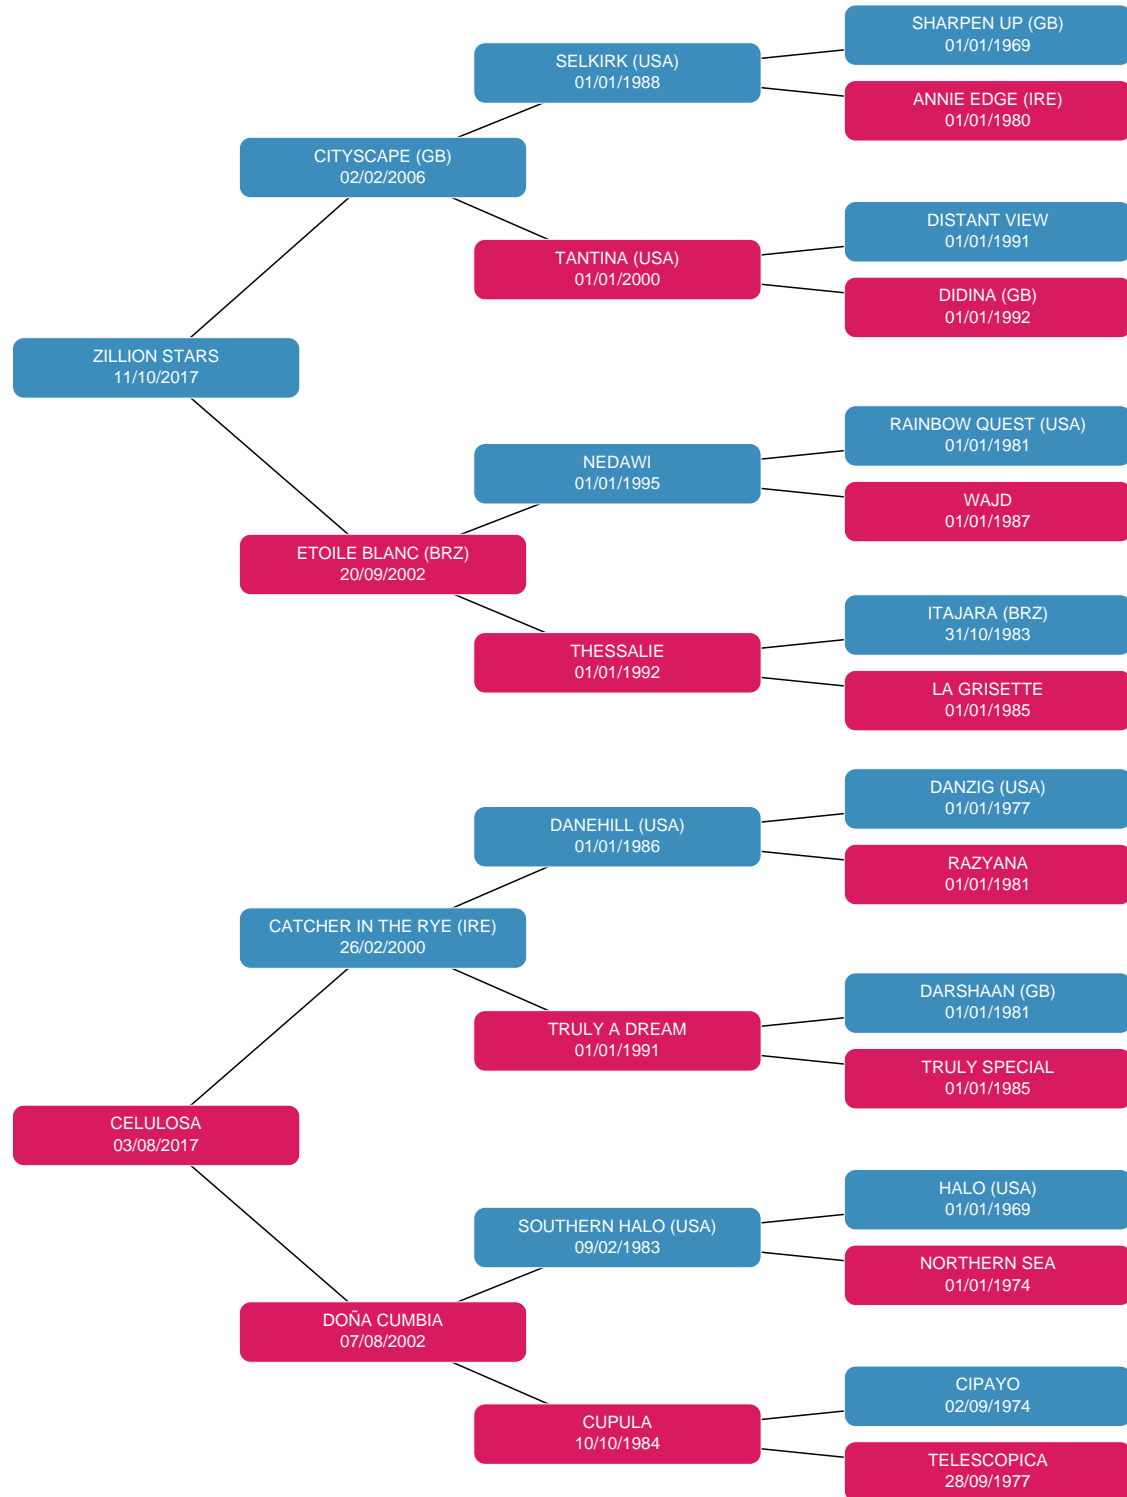 SHARPEN UP (GB)
01/01/1969
SELKIRK (USA)
01/01/1988
ANNIE EDGE (IRE)
01/01/1980
CITYSCAPE (GB)
02/02/2006
DISTANT VIEW
01/01/1991
TANTINA (USA)
01/01/2000
DIDINA (GB)
01/01/1992
ZILLION STARS
11/10/2017
RAINBOW QUEST (USA)
01/01/1981
NEDAWI
01/01/1995
WAJD
01/01/1987
ETOILE BLANC (BRZ)
20/09/2002
ITAJARA (BRZ)
31/10/1983
THESSALIE
01/01/1992
LA GRISETTE
01/01/1985
DANZIG (USA)
01/01/1977
DANEHILL (USA)
01/01/1986
RAZYANA
01/01/1981
CATCHER IN THE RYE (IRE)
26/02/2000
DARSHAAN (GB)
01/01/1981
TRULY A DREAM
01/01/1991
TRULY SPECIAL
01/01/1985
CELULOSA
03/08/2017
HALO (USA)
01/01/1969
SOUTHERN HALO (USA)
09/02/1983
NORTHERN SEA
01/01/1974
DOÑA CUMBIA
07/08/2002
CIPAYO
02/09/1974
CUPULA
10/10/1984
TELESCOPICA
28/09/1977